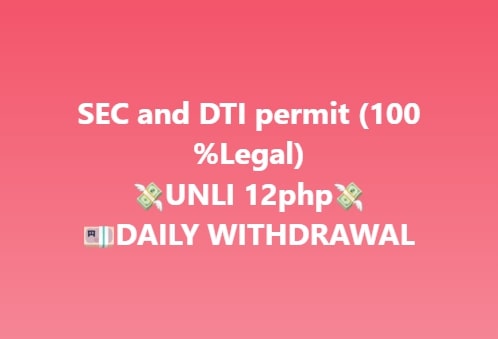 SEC and DTI permit (100
%Legal)
💸UNLI 12php💸
💵DAILY WITHDRAWAL